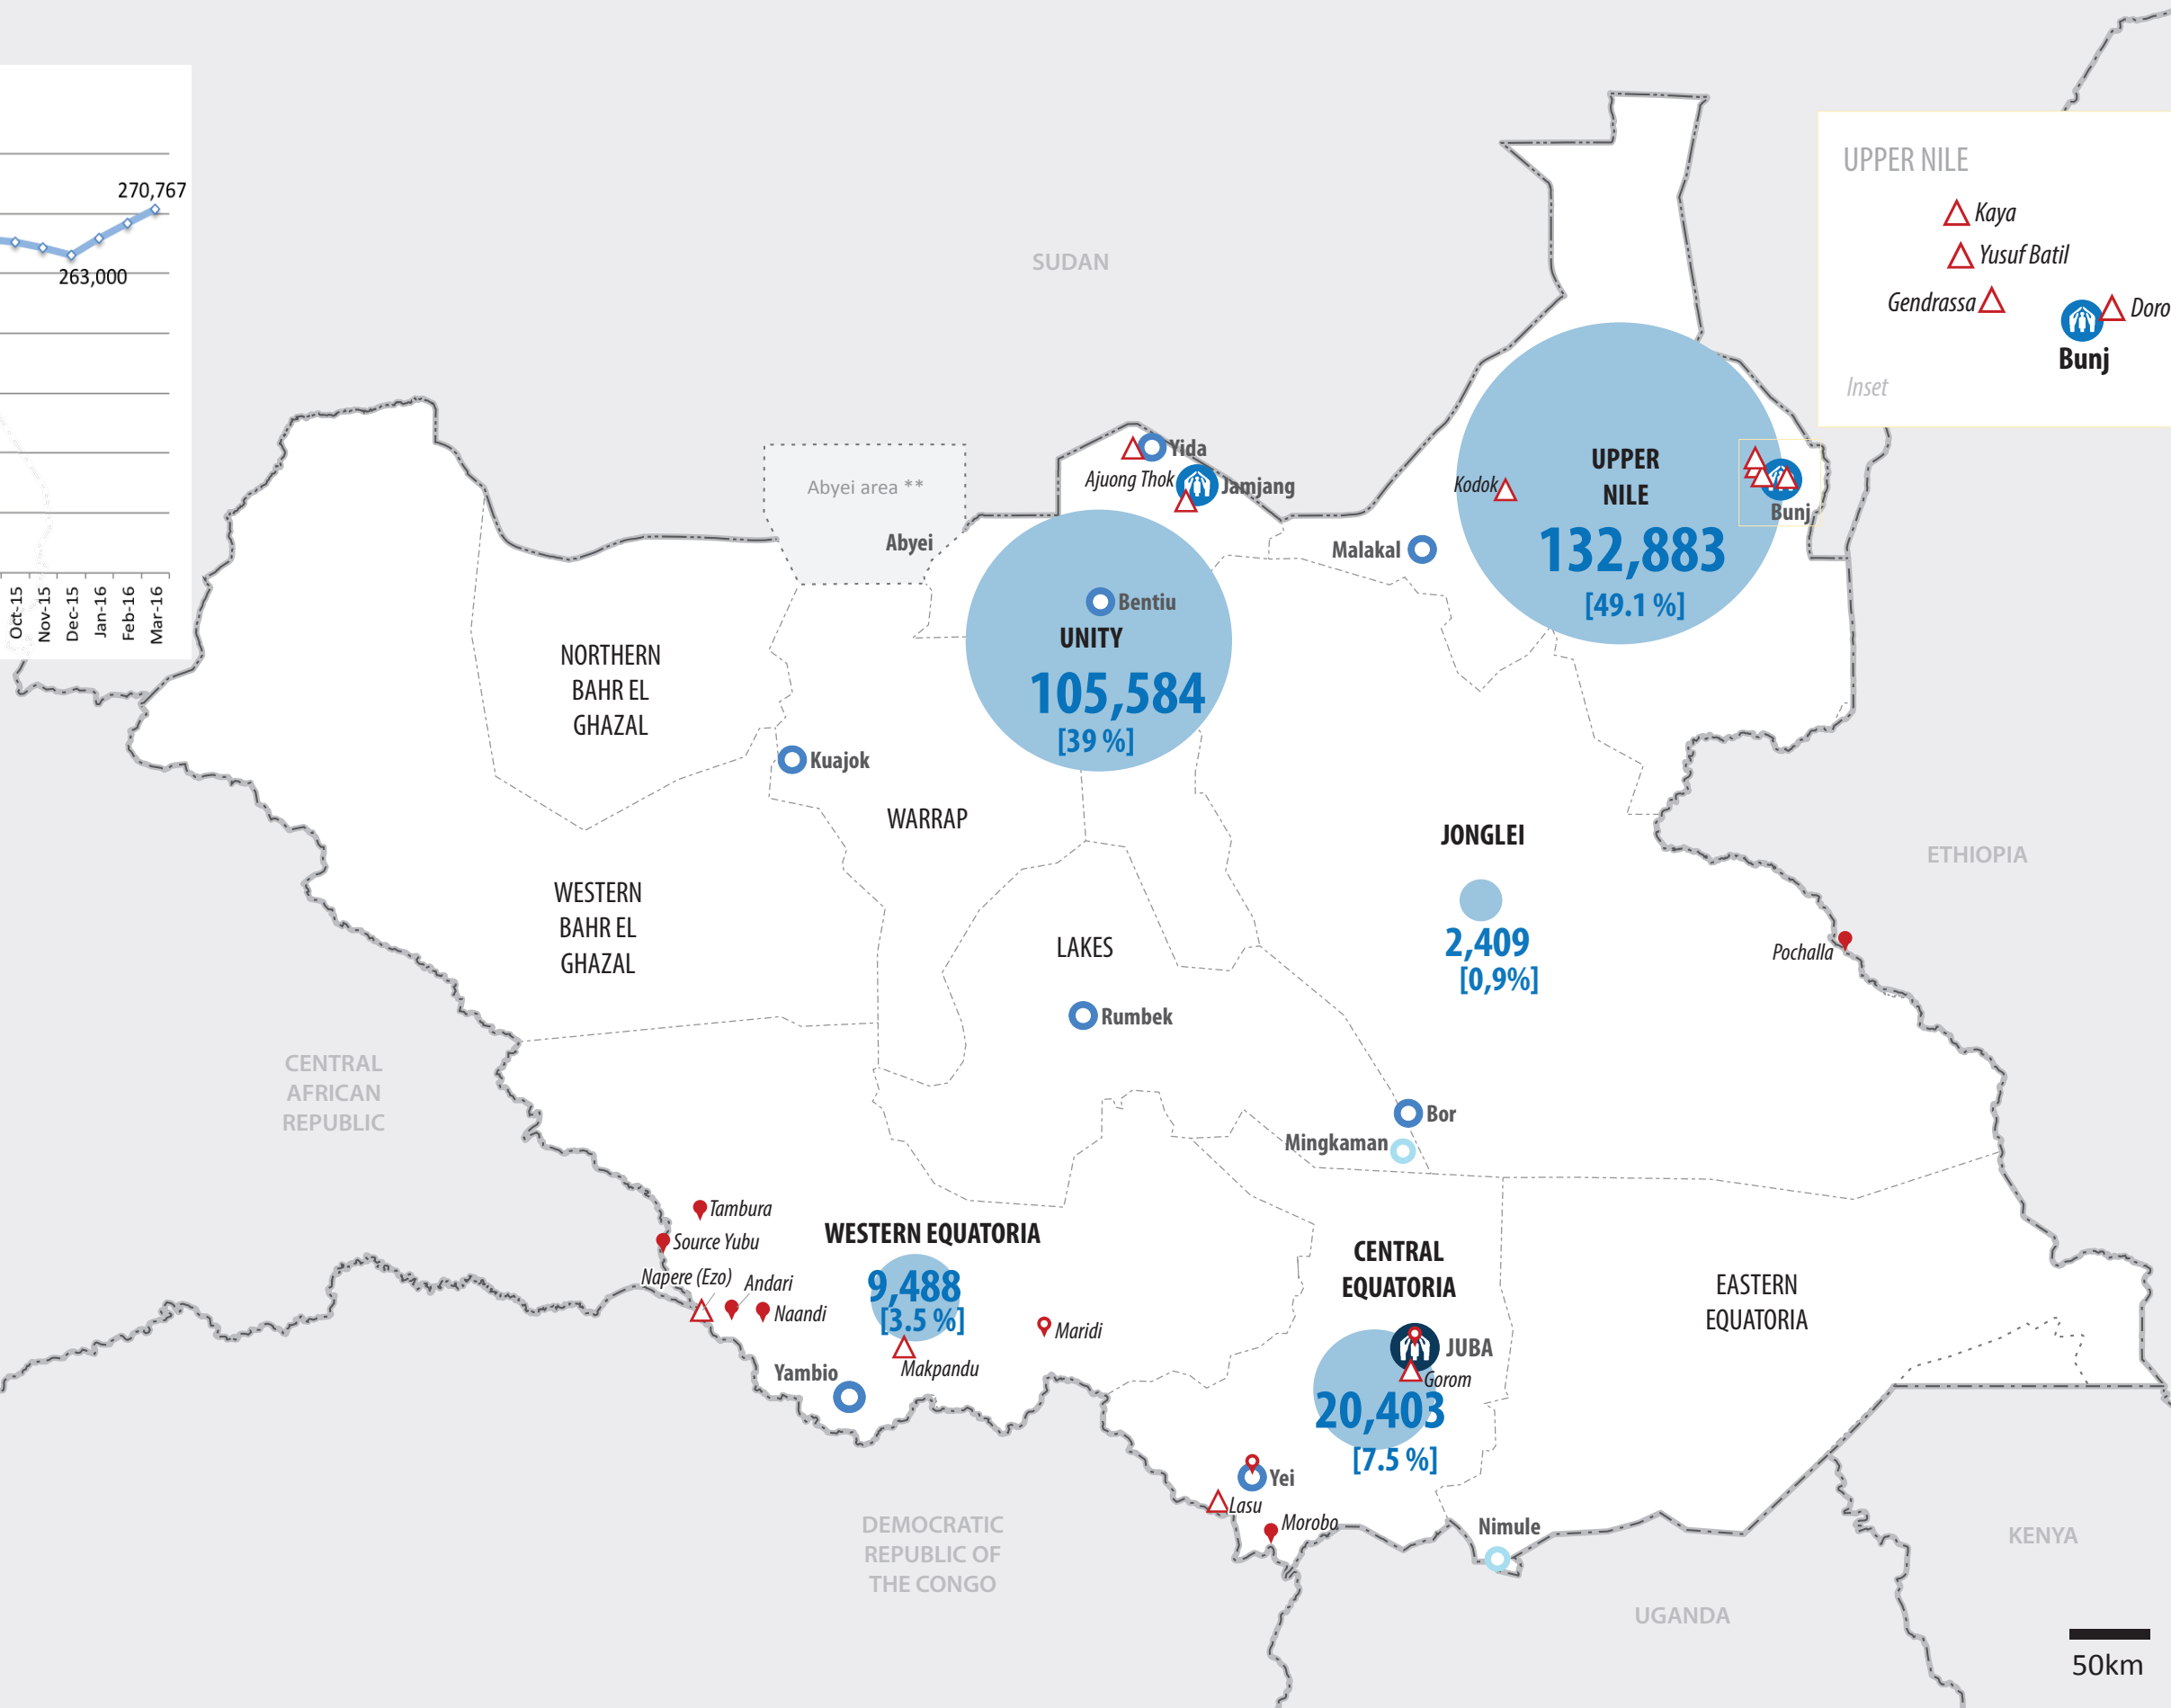 270,767
263,000
Oct-15
Nov-15
Dec-15
Jan-16
Feb-16
Mar-16
UPPER NILE
Kaya
Yusuf Batil
Gendrassa
Doro
Bunj
Inset
SUDAN
Yida
Ajuong Thok
Jamjang
Abyei area **
Abyei
Kodok
UPPER
NILE
132,883
[49.1 %]
Bunj
Malakal
Bentiu
UNITY
105,584
[39 %]
NORTHERN
BAHR EL
GHAZAL
Kuajok
WARRAP
JONGLEI
2,409
[0,9%]
ETHIOPIA
Pochalla
WESTERN
BAHR EL
GHAZAL
LAKES
Rumbek
CENTRAL
AFRICAN
REPUBLIC
Bor
Mingkaman
Tambura
Source Yubu
Napere (Ezo)
Andari
Naandi
WESTERN EQUATORIA
9,488
[3.5 %]
Makpandu
Maridi
Yambio
CENTRAL
EQUATORIA
JUBA
Gorom
20,403
[7.5 %]
EASTERN
EQUATORIA
Yei
Lasu
Morobo
Nimule
DEMOCRATIC
REPUBLIC OF
THE CONGO
KENYA
UGANDA
50km